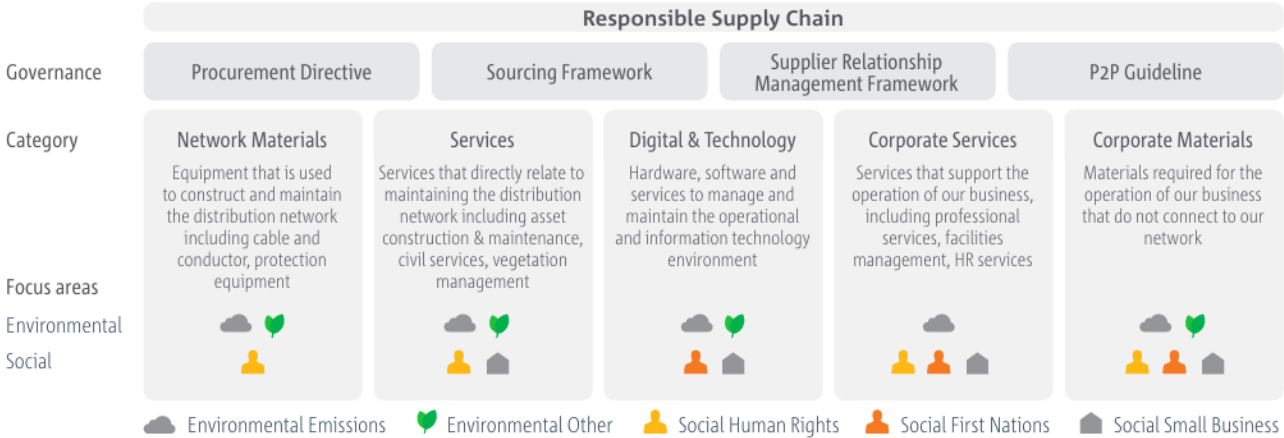 Responsible Supply Chain
Governance
Procurement Directive
Sourcing Framework
Supplier Relationship
Management Framework
P2P Guideline
Category
Network Materials
Equipment that is used
to construct and maintain
the distribution network
including cable and
conductor, protection
equipment
Services
Services that directly relate to
maintaining the distribution
network including asset
construction & maintenance,
civil services, vegetation
management
Digital & Technology
Hardware, software and
services to manage and
maintain the operational
and information technology
environment
Corporate Services
Services that support the
operation of our business,
including professional
services, facilities
management, HR services
Corporate Materials
Materials required for the
operation of our business
that do not connect to our
network
Focus areas
Environmental
Social
Environmental Emissions
Environmental Other
Social Human Rights
Social First Nations
Social Small Business